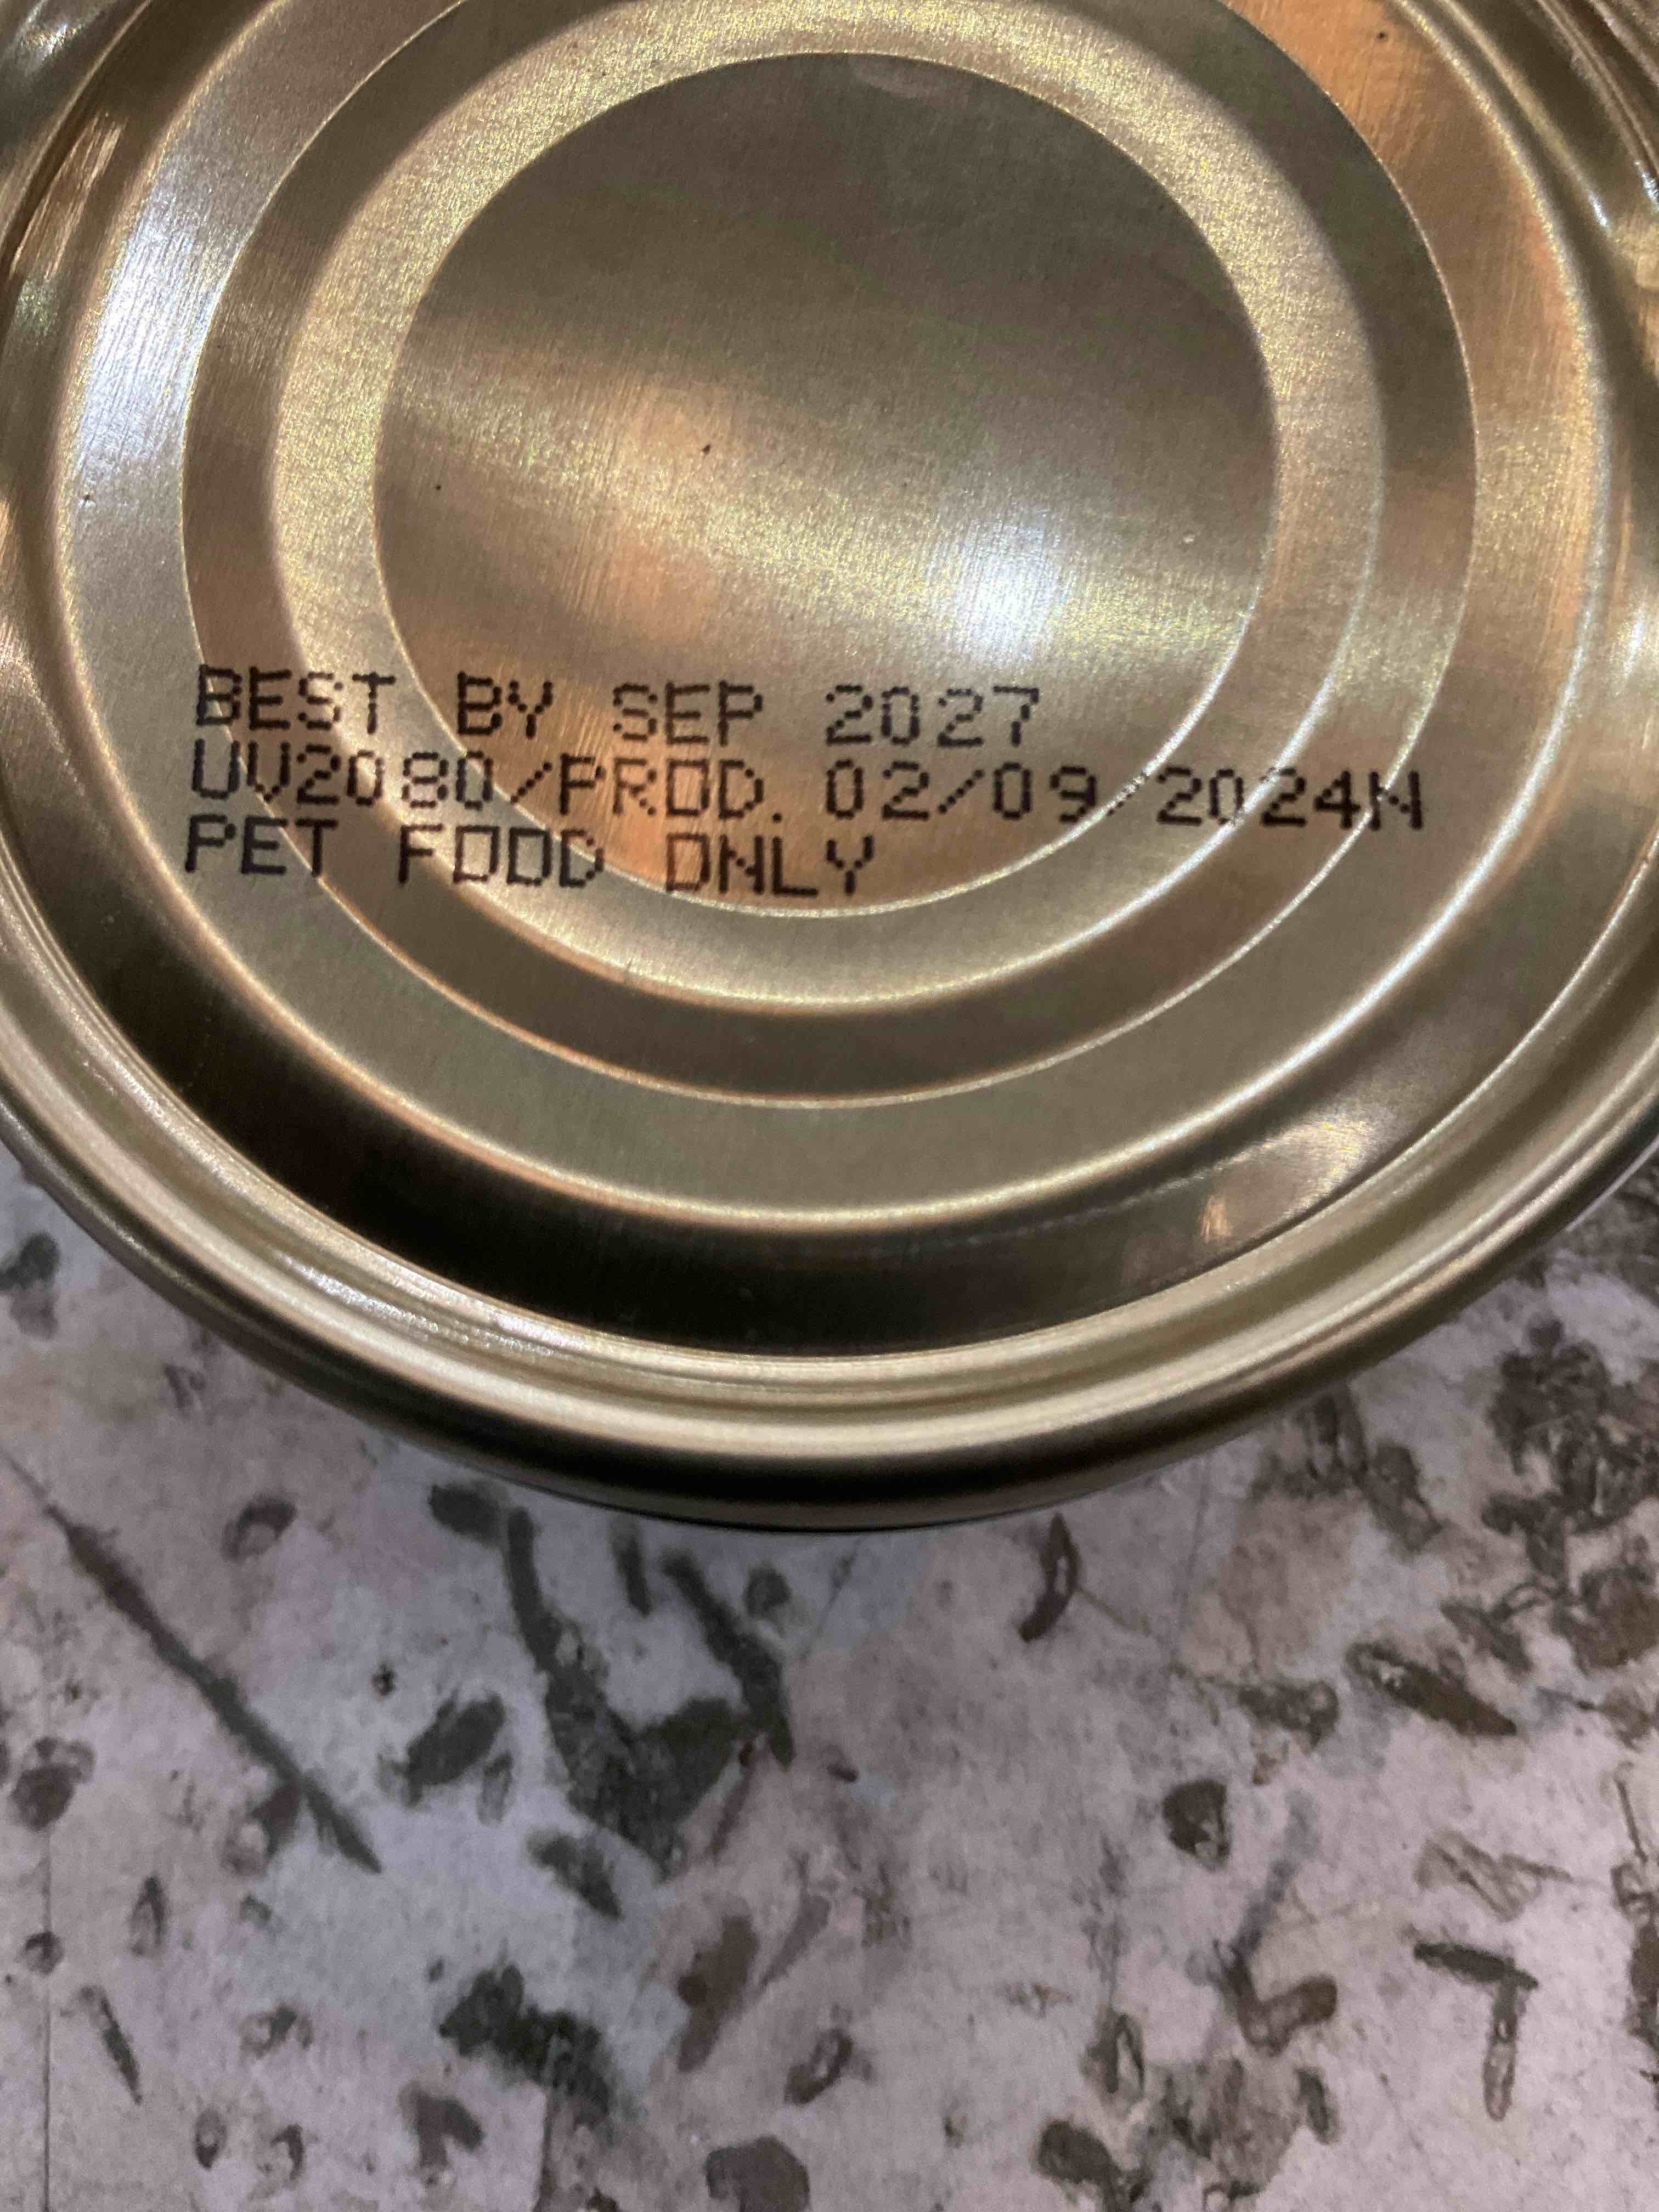 BEST BY SEP 2027
UV2080/PROD. 02/09/2024N
PET FOOD ONLY